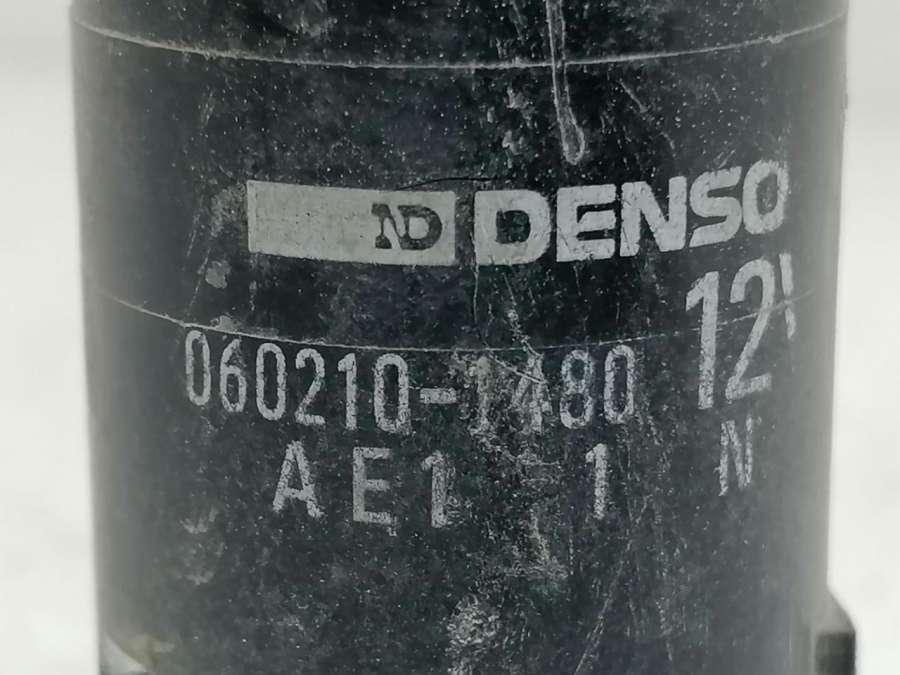 ND DENSO
12V
060210-1480
AE1 1 N